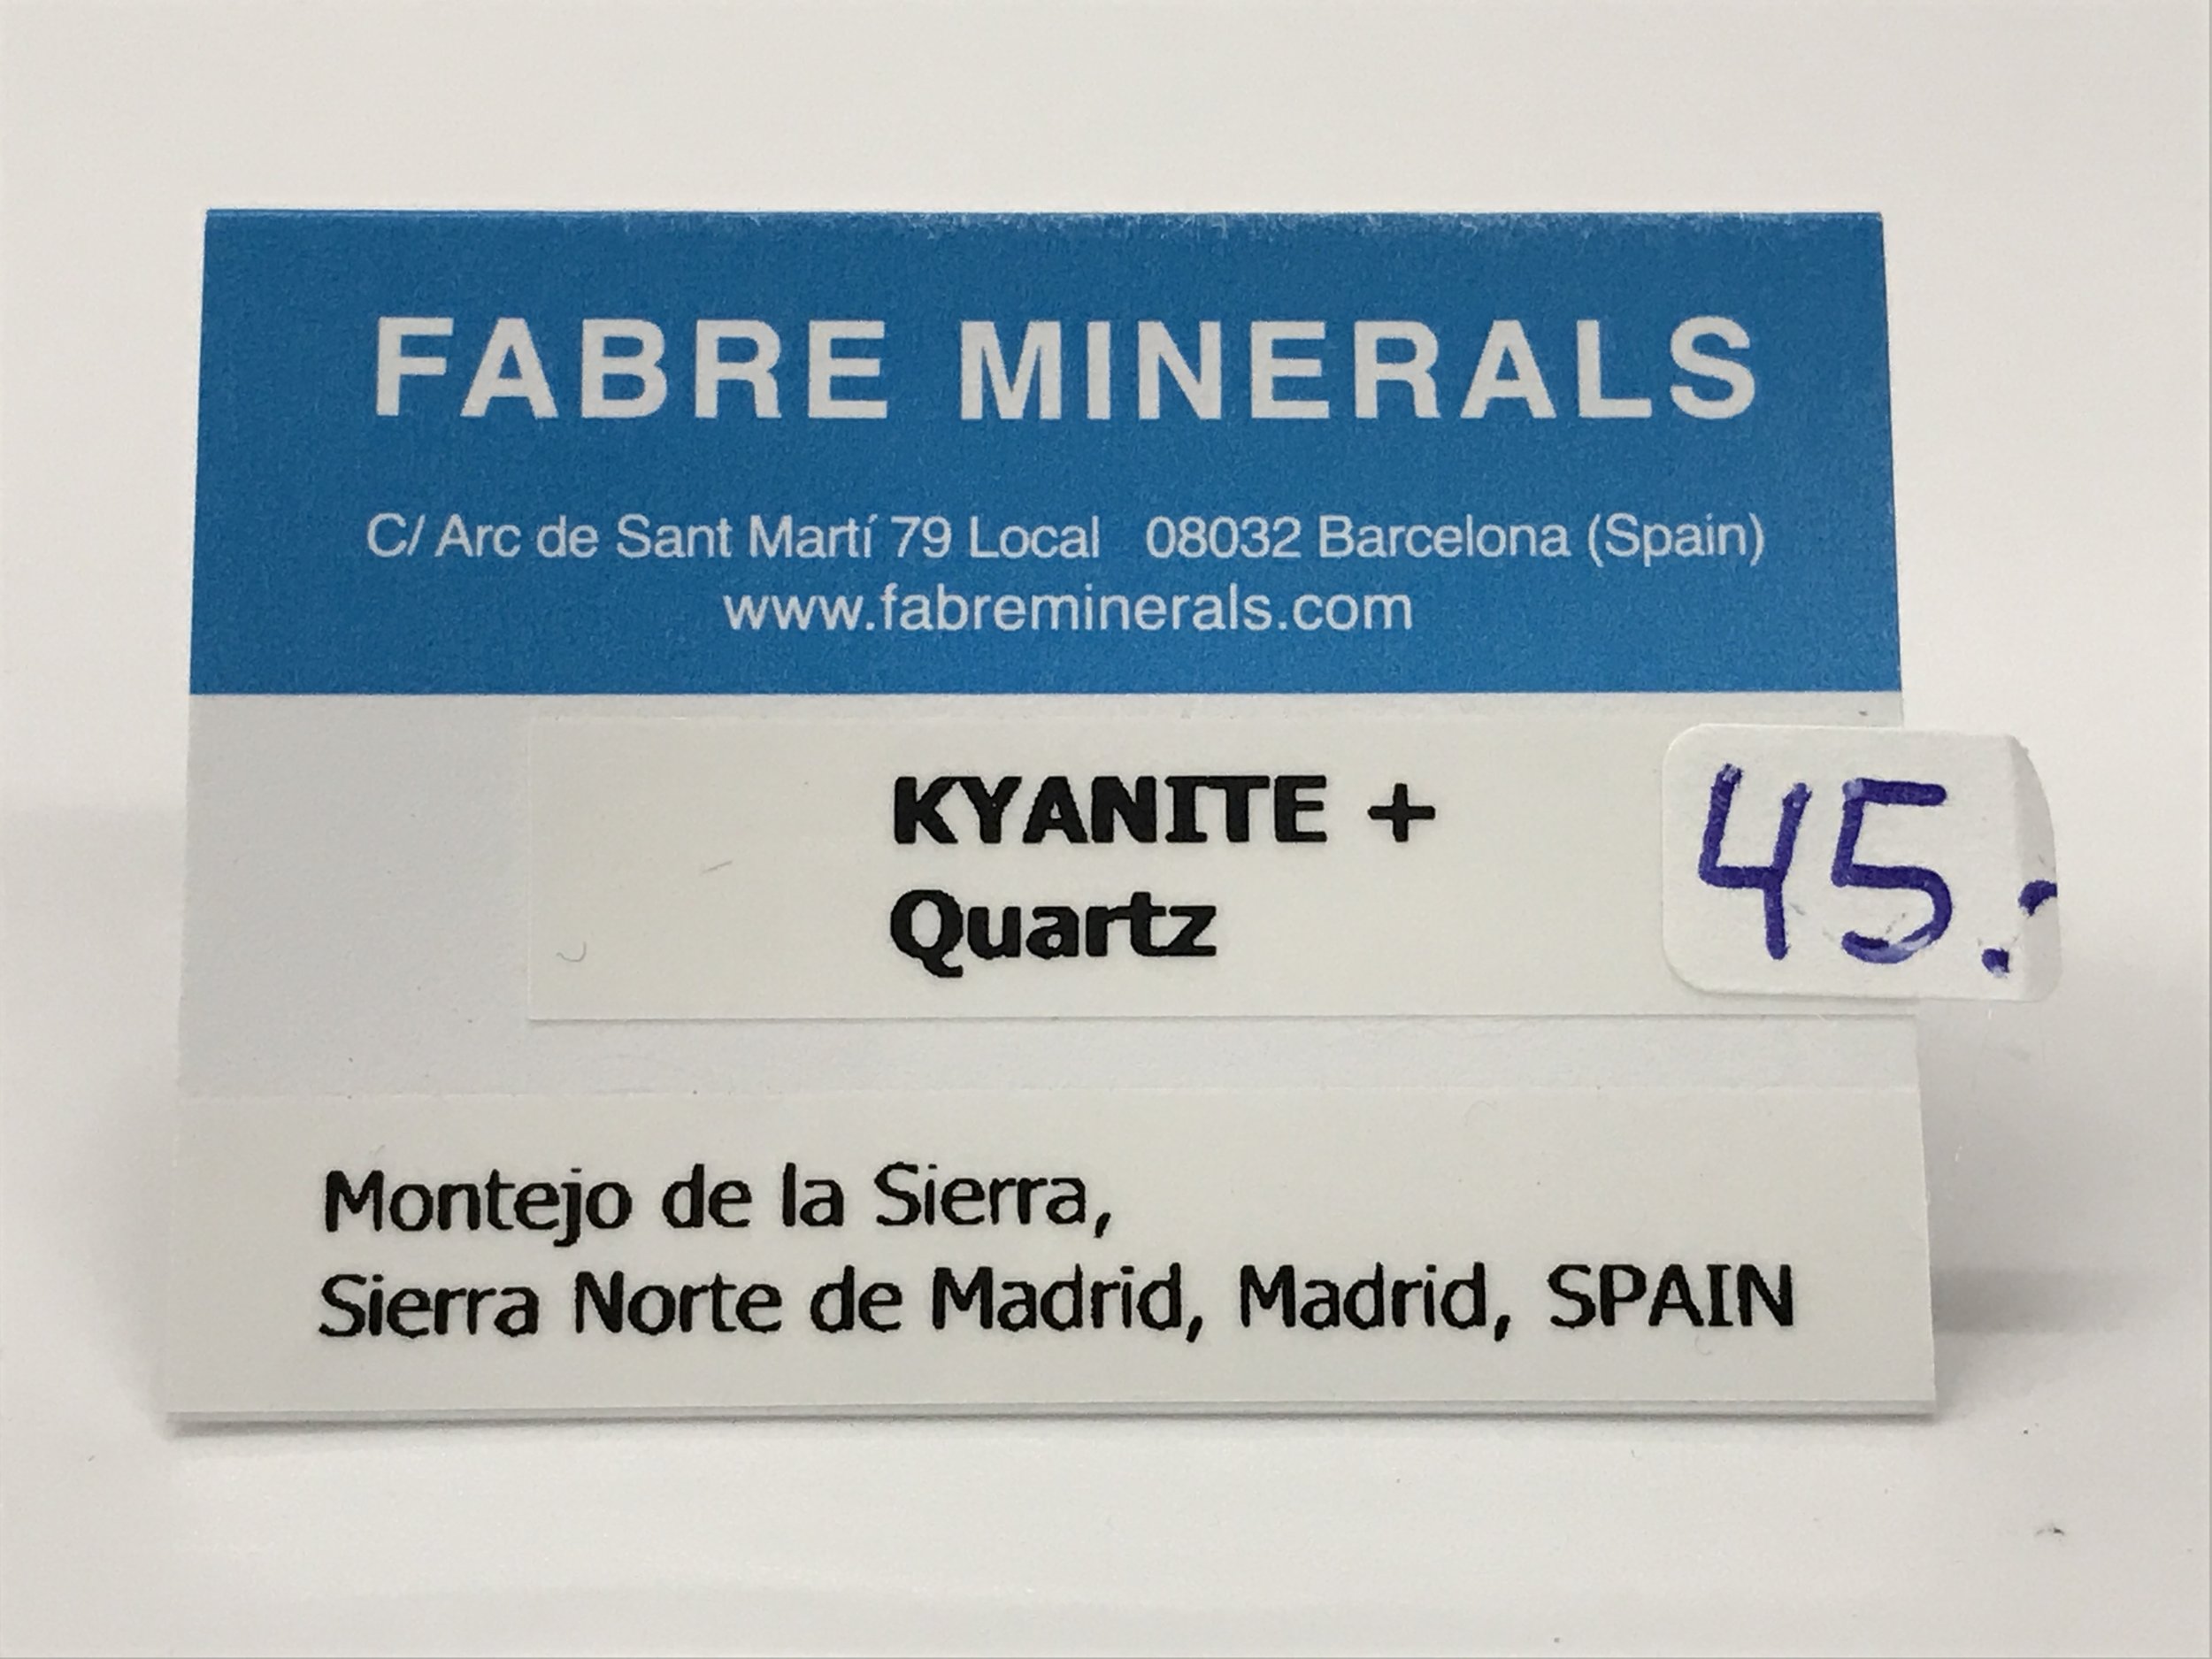 FABRE MINERALS
C/ Arc de Sant Martí 79 Local 08032 Barcelona (Spain)
www.fabreminerals.com
KYANITE +
Quartz
45.-
Montejo de la Sierra,
Sierra Norte de Madrid, Madrid, SPAIN